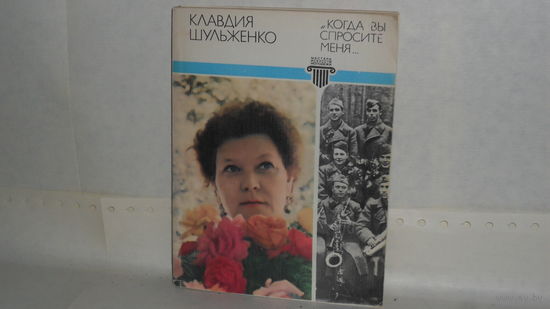 КЛАВДИЯ
ШУЛЬЖЕНКО
„КОГДА ВЫ
СПРОСИТЕ
МЕНЯ...